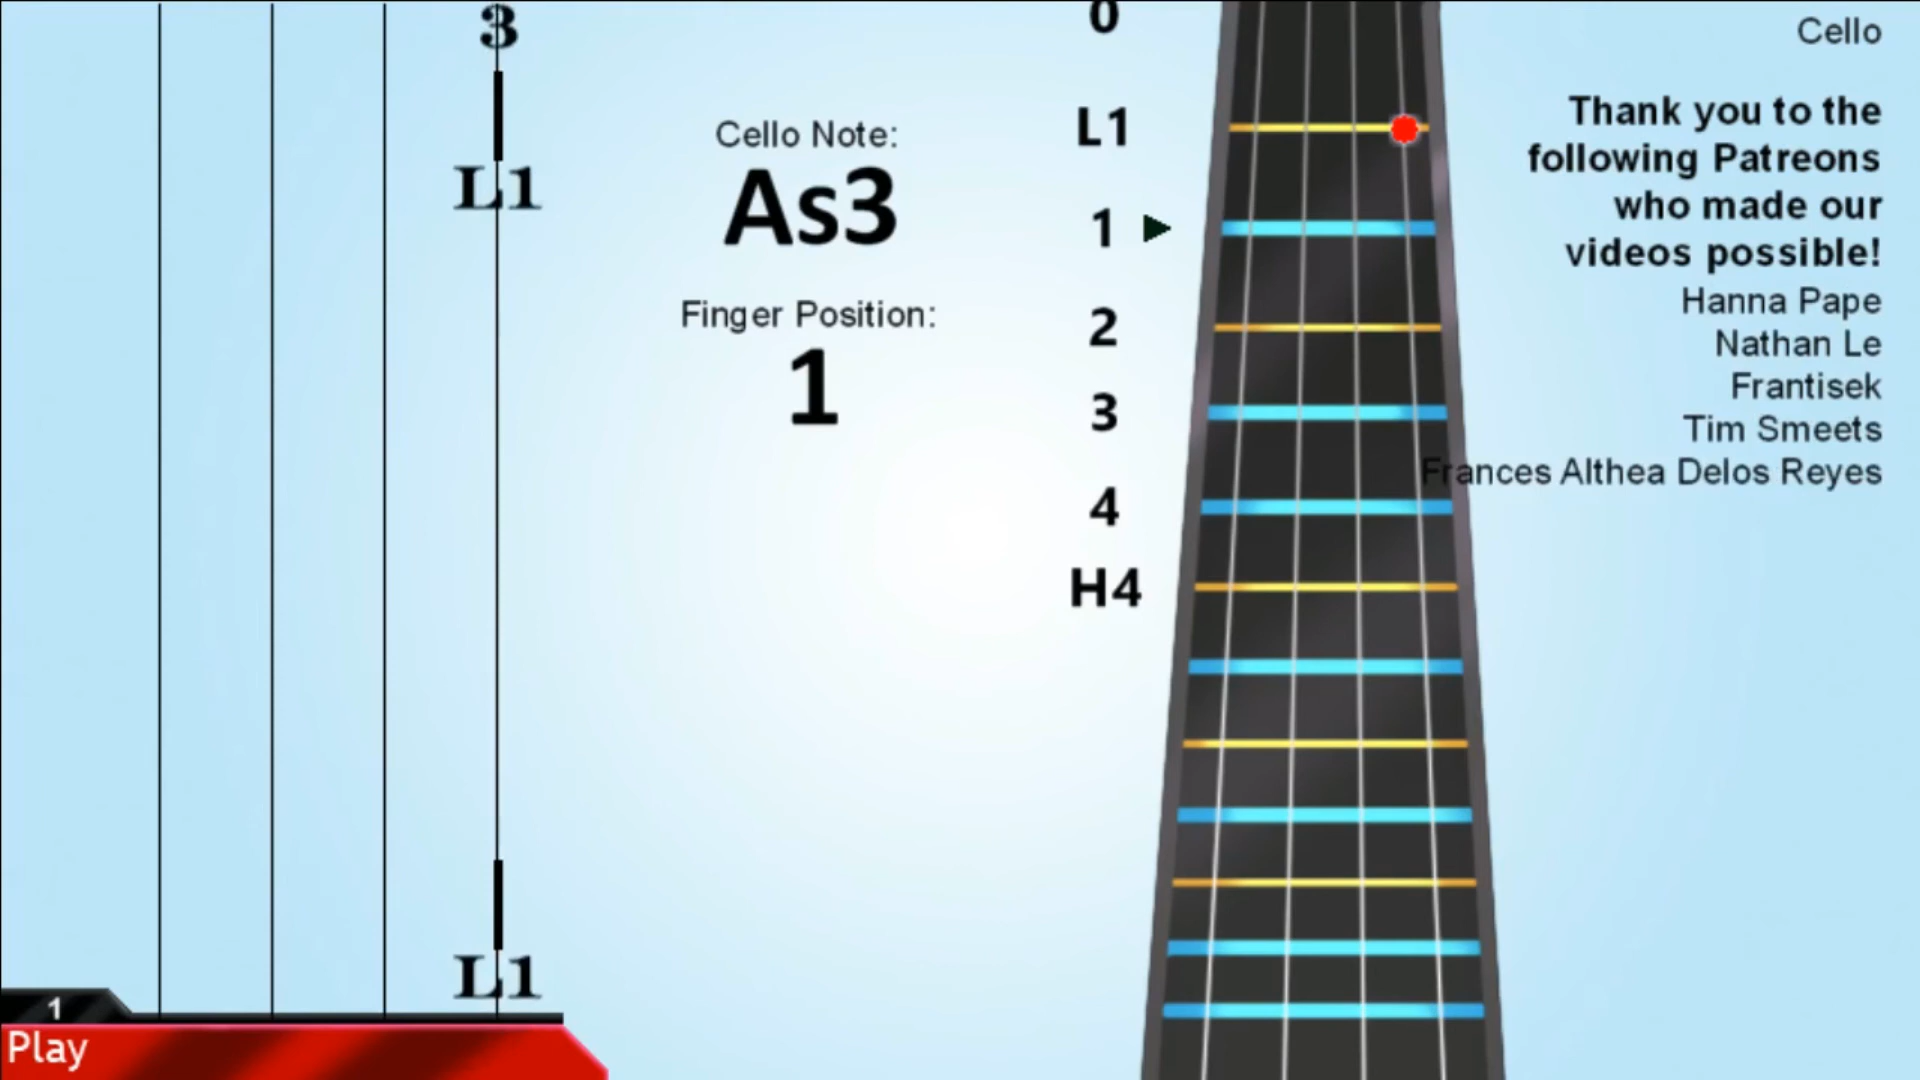 3
L1
L1
1
Play
Cello Note:
As3
Finger Position:
1
0
L1
1
2
3
4
H4
Cello
Thank you to the
following Patreons
who made our
videos possible!
Hanna Pape
Nathan Le
Frantisek
Tim Smeets
Frances Althea Delos Reyes